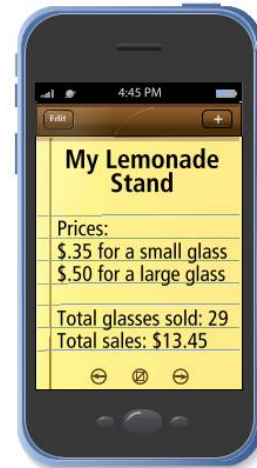 4:45 PM
Edit
+
My Lemonade
Stand
Prices:
$.35 for a small glass
$.50 for a large glass
Total glasses sold: 29
Total sales: $13.45